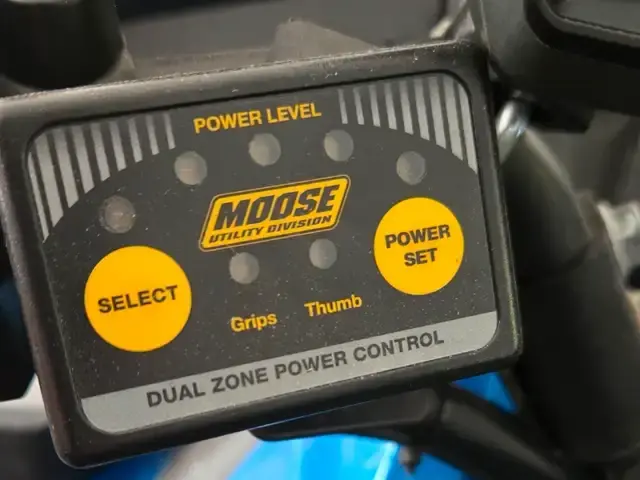 POWER LEVEL
MOOSE
UTILITY DIVISION
POWER
SET
SELECT
Grips Thumb
DUAL ZONE POWER CONTROL